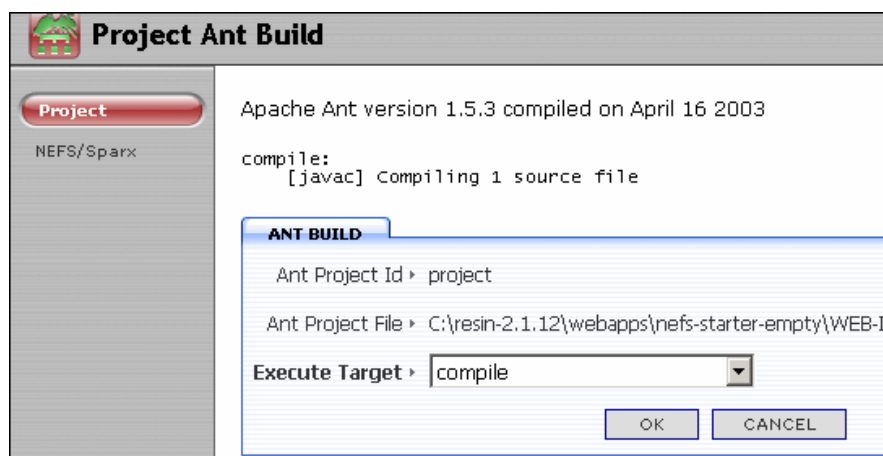 Project Ant Build
Project
NEFS/Sparx
Apache Ant version 1.5.3 compiled on April 16 2003
compile:
[javac] Compiling 1 source file
ANT BUILD
Ant Project Id project
Ant Project File C:\resin-2.1.12\webapps\nefs-starter-empty\WEB-I
Execute Target compile
OK CANCEL